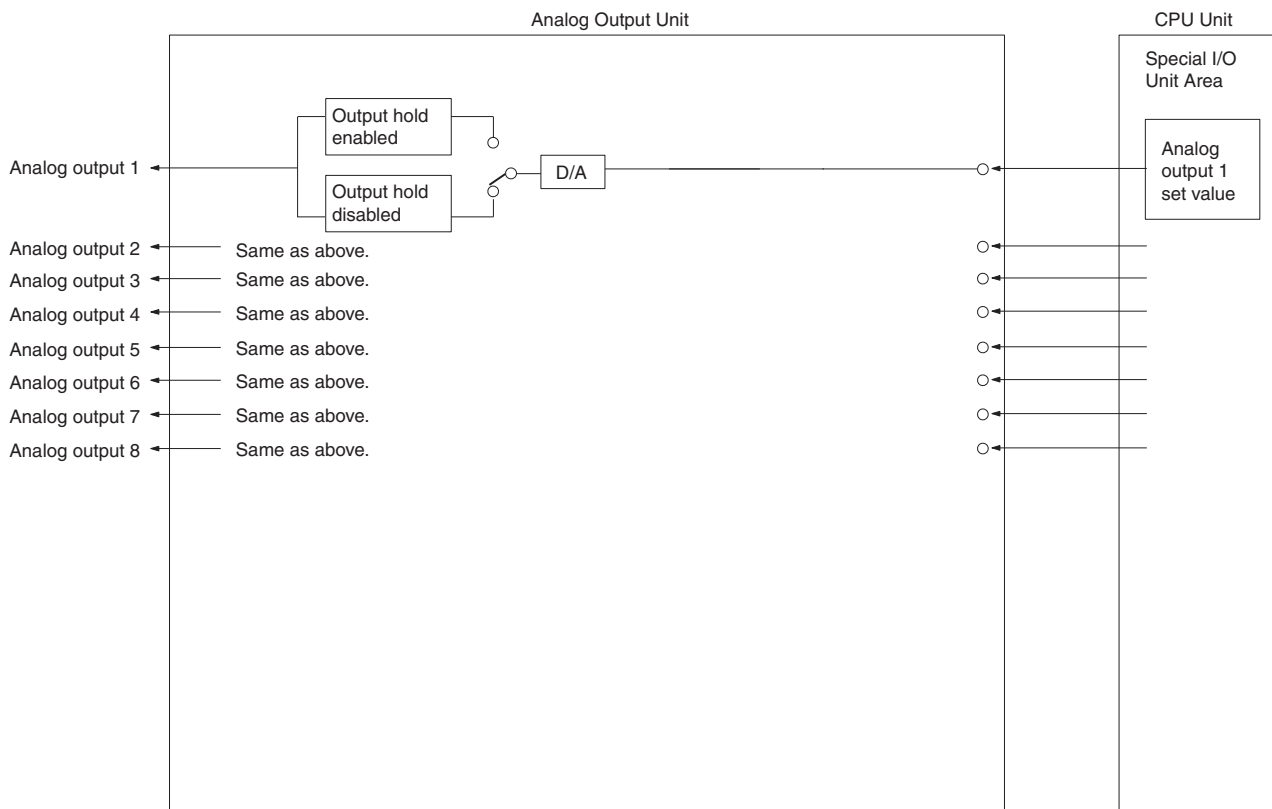 Analog Output Unit
CPU Unit
Special I/O
Unit Area
Output hold
enabled
Analog output 1
D/A
Output hold
disabled
Analog
output 1
set value
Analog output 2
Same as above.
Analog output 3
Same as above.
Analog output 4
Same as above.
Analog output 5
Same as above.
Analog output 6
Same as above.
Analog output 7
Same as above.
Analog output 8
Same as above.